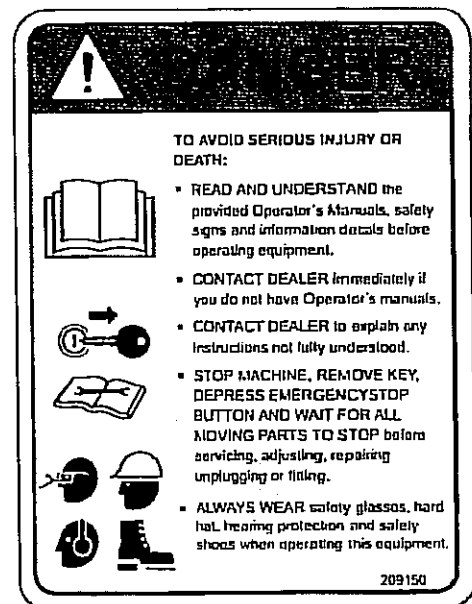 DANGER
TO AVOID SERIOUS INJURY OR
DEATH:
▪ READ AND UNDERSTAND the
provided Operator's Manuals, safety
signs and information decals before
operating equipment.
▪ CONTACT DEALER immediately if
you do not have Operator's manuals.
▪ CONTACT DEALER to explain any
instructions not fully understood.
▪ STOP MACHINE, REMOVE KEY,
DEPRESS EMERGENCYSTOP
BUTTON AND WAIT FOR ALL
MOVING PARTS TO STOP before
servicing, adjusting, repairing
unplugging or filling.
▪ ALWAYS WEAR safety glasses, hard
hat, hearing protection and safety
shoes when operating this equipment.
209150